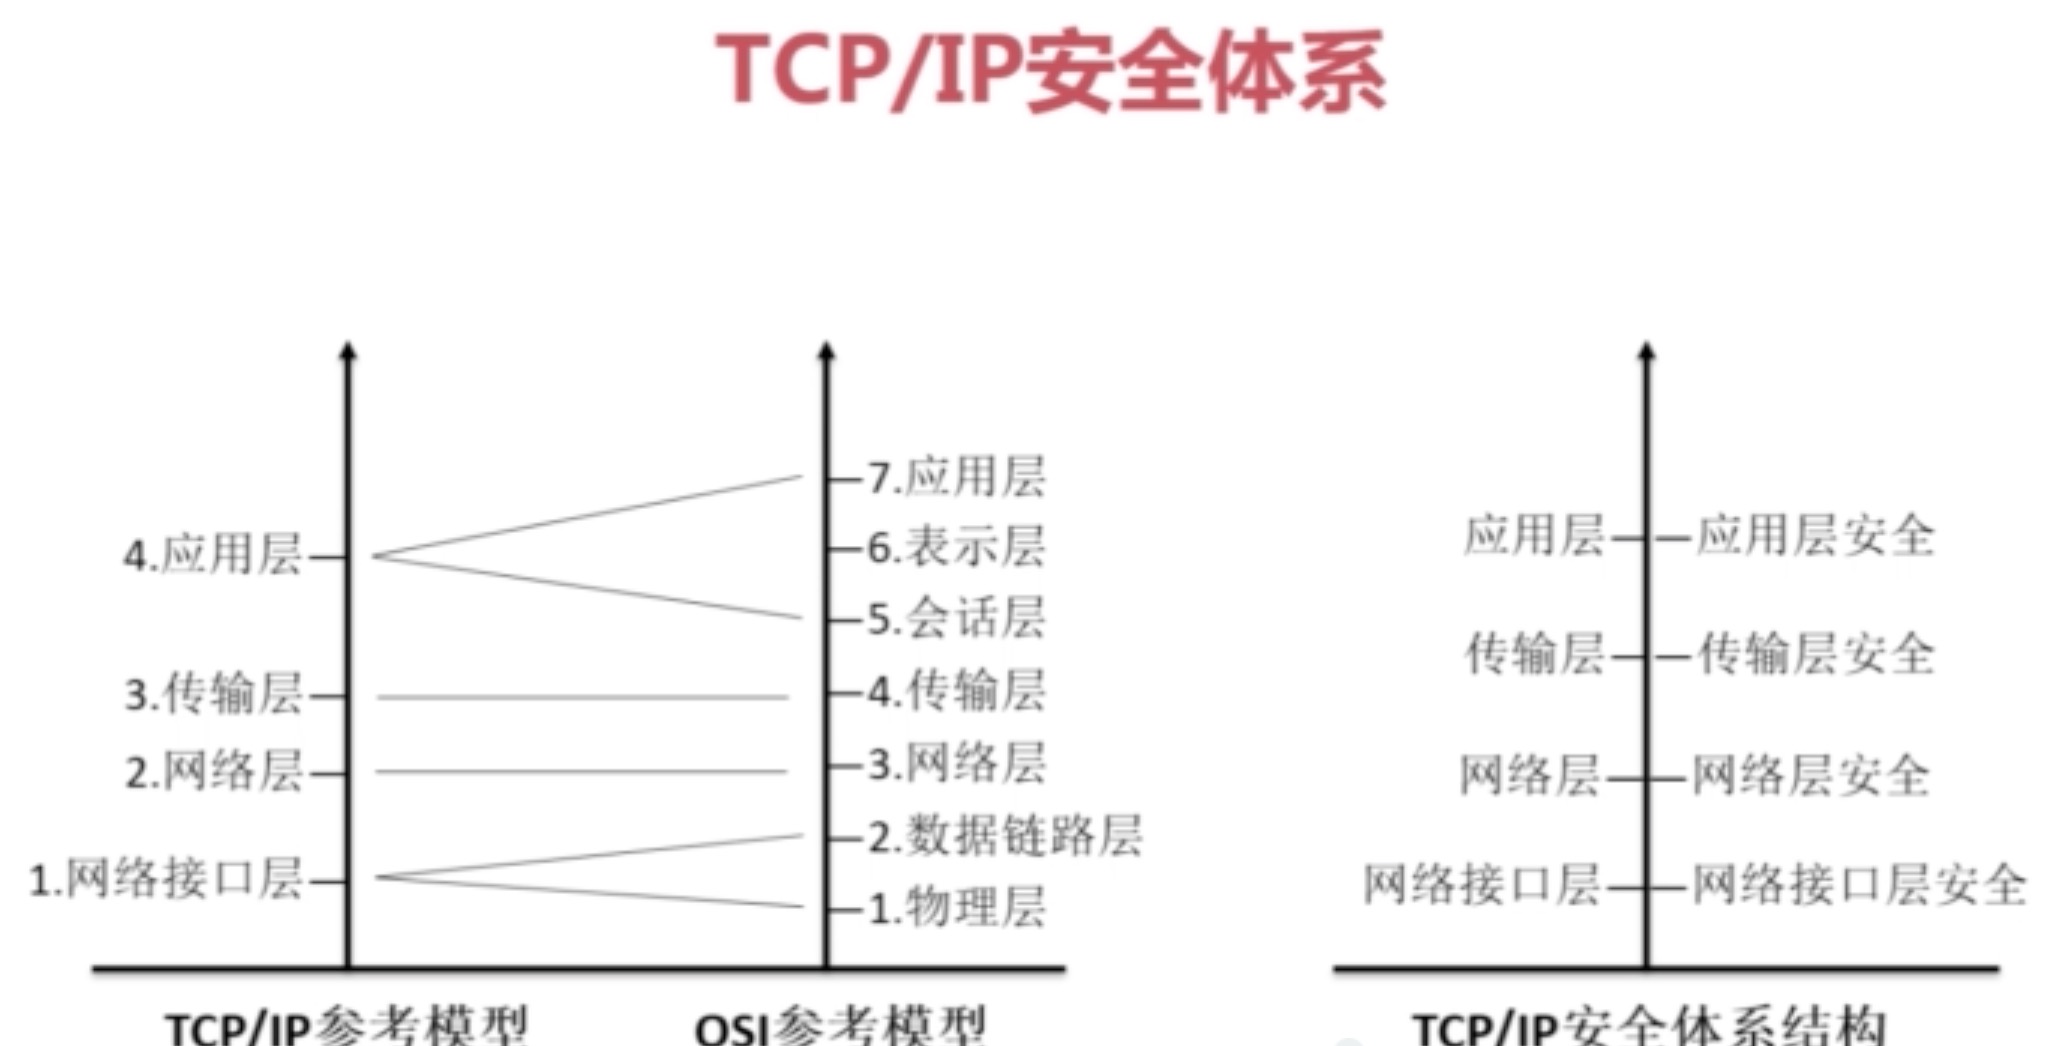 TCP/IP安全体系
4.应用层
3.传输层
2.网络层
1.网络接口层
7.应用层
6.表示层
5.会话层
4.传输层
3.网络层
2.数据链路层
1.物理层
TCP/IP参考模型
OSI参考模型
应用层
应用层安全
传输层
传输层安全
网络层
网络层安全
网络接口层
网络接口层安全
TCP/IP安全体系结构